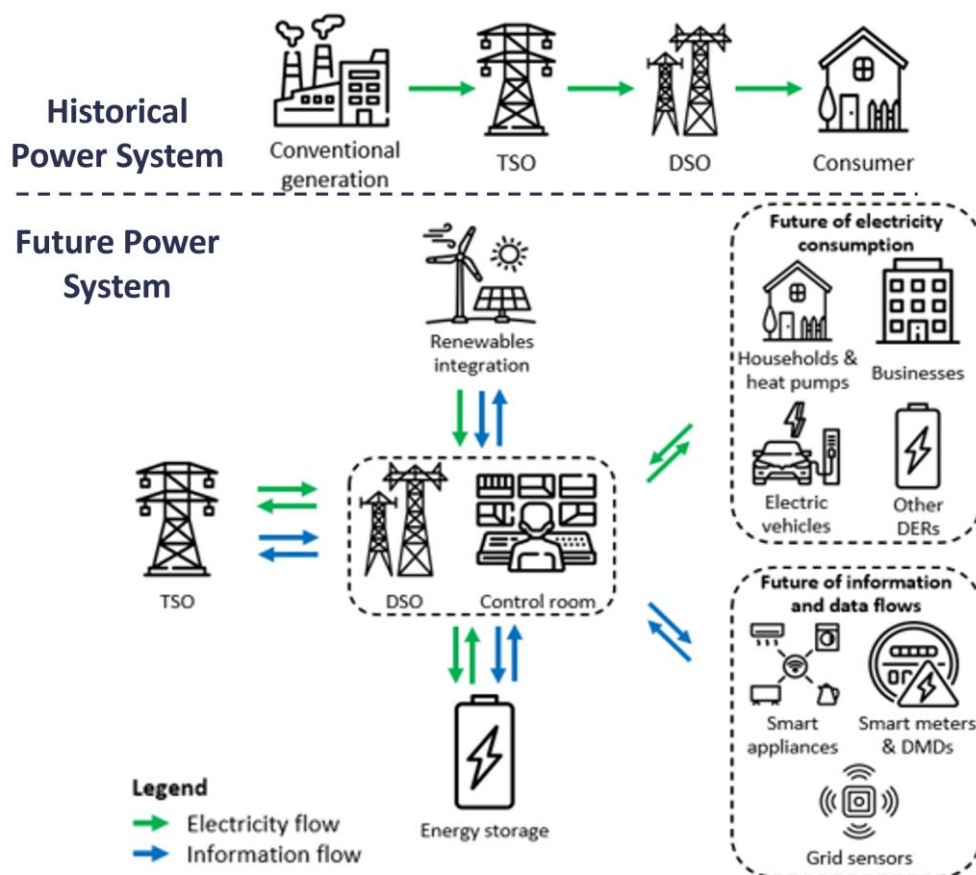 Historical
Power System
Conventional
generation
TSO
DSO
Consumer
Future Power
System
Renewables
integration
Future of electricity
consumption
Households &
heat pumps
Businesses
Electric
vehicles
Other
DERs
TSO
DSO
Control room
Future of information
and data flows
Smart
appliances
Smart meters
& DMDs
Grid sensors
Energy storage
Legend
Electricity flow
Information flow